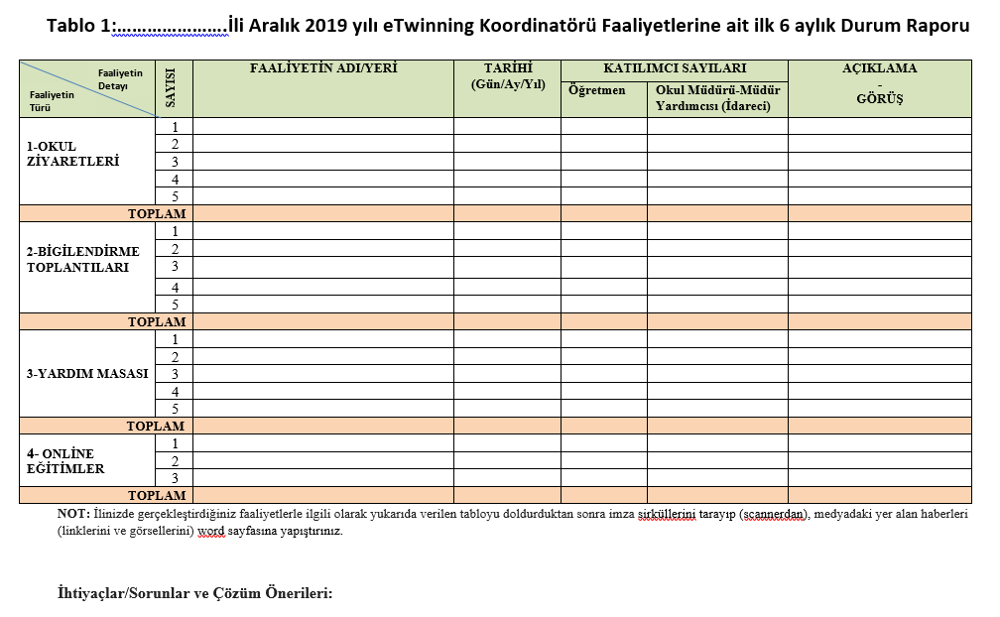 Tablo 1:……………………İli Aralık 2019 yılı eTwinning Koordinatörü Faaliyetlerine ait ilk 6 aylık Durum Raporu
Faaliyetin
Detayı
Faaliyetin
Türü
SAYISI
FAALİYETİN ADI/YERİ
TARİHİ
(Gün/Ay/Yıl)
KATILIMCI SAYILARI
Öğretmen
Okul Müdürü-Müdür
Yardımcısı (İdareci)
AÇIKLAMA
-
GÖRÜŞ
1-OKUL
ZİYARETLERİ
1
2
3
4
5
TOPLAM
2-BİGİLENDİRME
TOPLANTILARI
1
2
3
4
5
TOPLAM
3-YARDIM MASASI
1
2
3
4
5
TOPLAM
4- ONLİNE
EĞİTİMLER
1
2
3
TOPLAM
NOT: İlinizde gerçekleştirdiğiniz faaliyetlerle ilgili olarak yukarıda verilen tabloyu doldurduktan sonra imza şirküllerini tarayıp (scannerdan), medyadaki yer alan haberleri
(linklerini ve görsellerini) word sayfasına yapıştırınız.
İhtiyaçlar/Sorunlar ve Çözüm Önerileri: